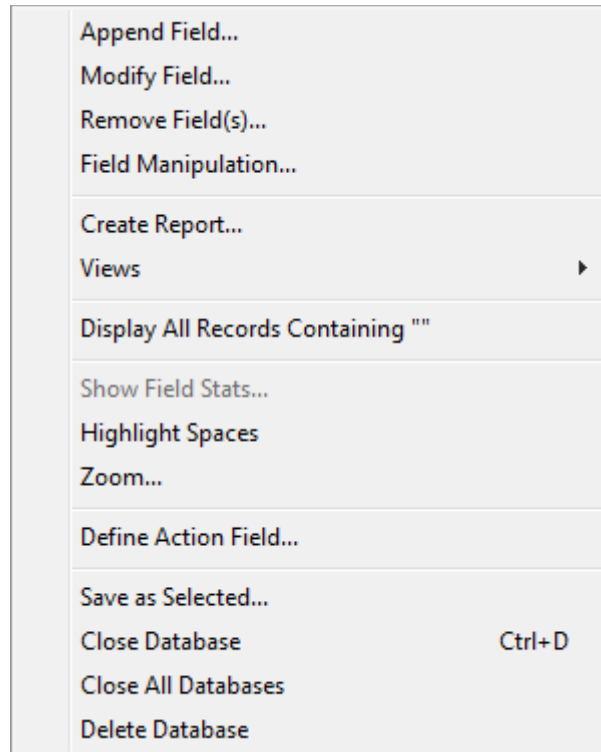 Append Field...
Modify Field...
Remove Field(s)...
Field Manipulation...
Create Report...
Views
Display All Records Containing ""
Show Field Stats...
Highlight Spaces
Zoom...
Define Action Field...
Save as Selected...
Close Database Ctrl+D
Close All Databases
Delete Database